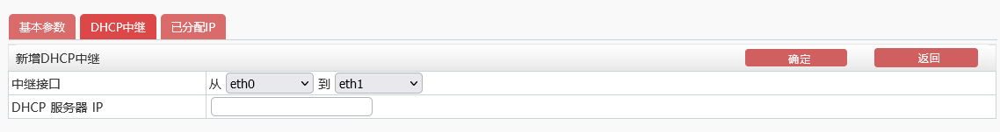 基本参数 DHCP中继 已分配IP
新增DHCP中继 确定 返回
中继接口 从 eth0 到 eth1
DHCP 服务器 IP